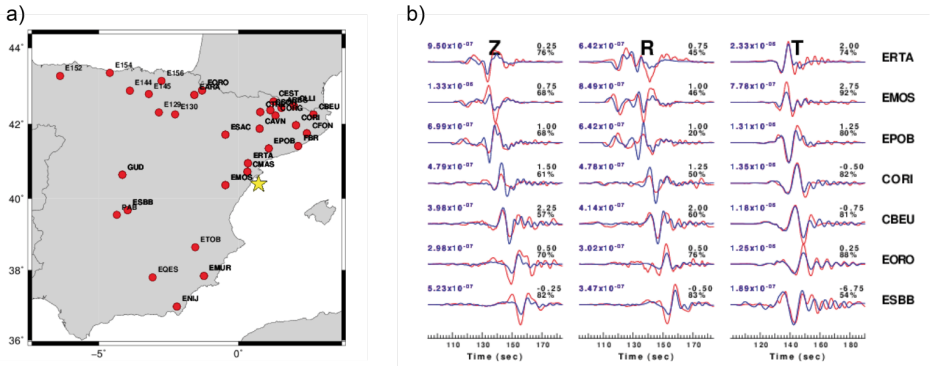 a)
b)
44°
42°
40°
38°
36°
-5°
0°
E152
E154
E156
E144
ET45
EORO
EARA
E129
E130
CEST
CBEU
CORI
CFON
FBR
CAVN
ESAC
EPOB
ERTA
CMAS
EMOS
GUD
ESBB
PAB
ETOB
EQES
EMUR
ENIJ
Z R T
9.50x10-07 0.25 76% 6.42x10-07 0.75 45% 2.33x10-06 2.00 74% ERTA
1.33x10-06 0.75 68% 8.49x10-07 1.00 46% 7.78x10-07 2.75 92% EMOS
6.99x10-07 1.00 68% 6.42x10-07 1.00 20% 1.31x10-06 1.25 80% EPOB
4.79x10-07 1.50 61% 4.78x10-07 1.25 50% 1.35x10-06 -0.50 82% CORI
3.98x10-07 2.25 57% 4.14x10-07 2.00 60% 1.18x10-06 -0.75 81% CBEU
2.98x10-07 0.50 70% 3.02x10-07 0.50 76% 1.25x10-06 0.25 88% EORO
5.23x10-07 -0.25 82% 3.47x10-07 -0.50 83% 1.89x10-07 -6.75 54% ESBB
110 130 150 170 110 130 150 170 120 140 160 180
Time (sec) Time (sec) Time (sec)